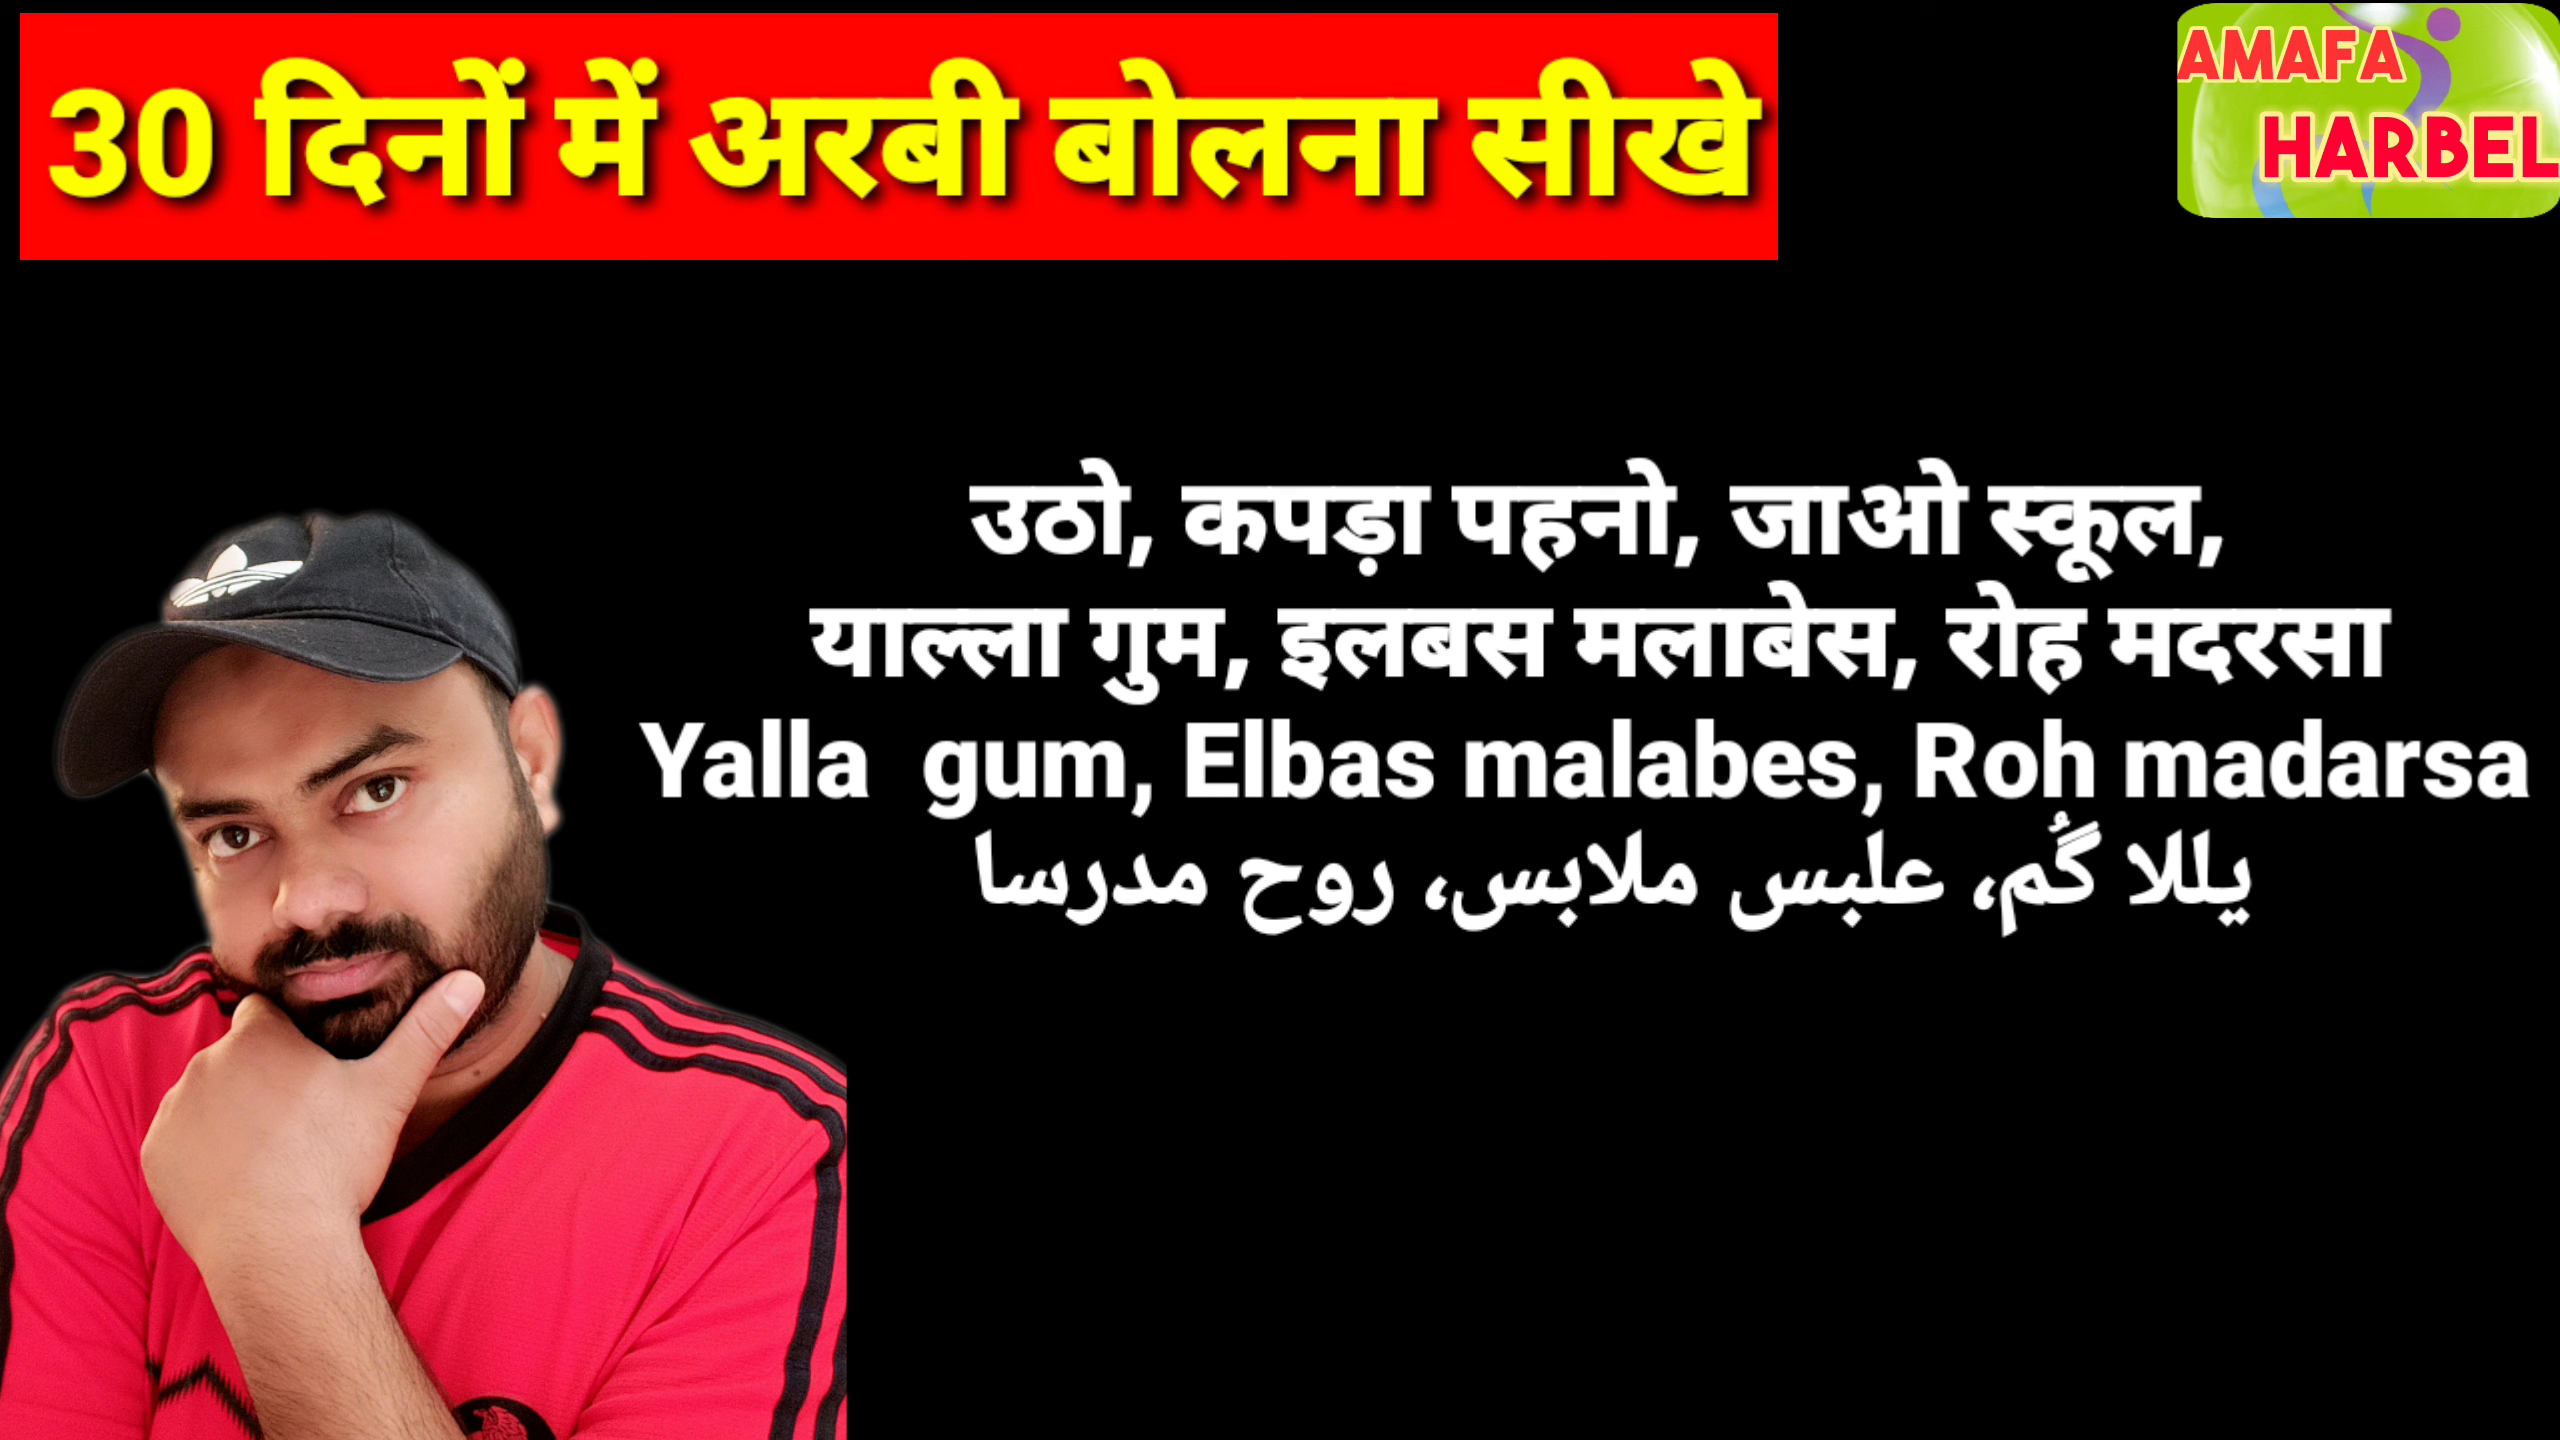 30 दिनों में अरबी बोलना सीखे
AMAFA
HARBEL
उठो, कपड़ा पहनो, जाओ स्कूल,
याल्ला गुम, इलबस मलाबेस, रोह मदरसा
Yalla gum, Elbas malabes, Roh madarsa
يللا گُم، علبس ملابس، روح مدرسا